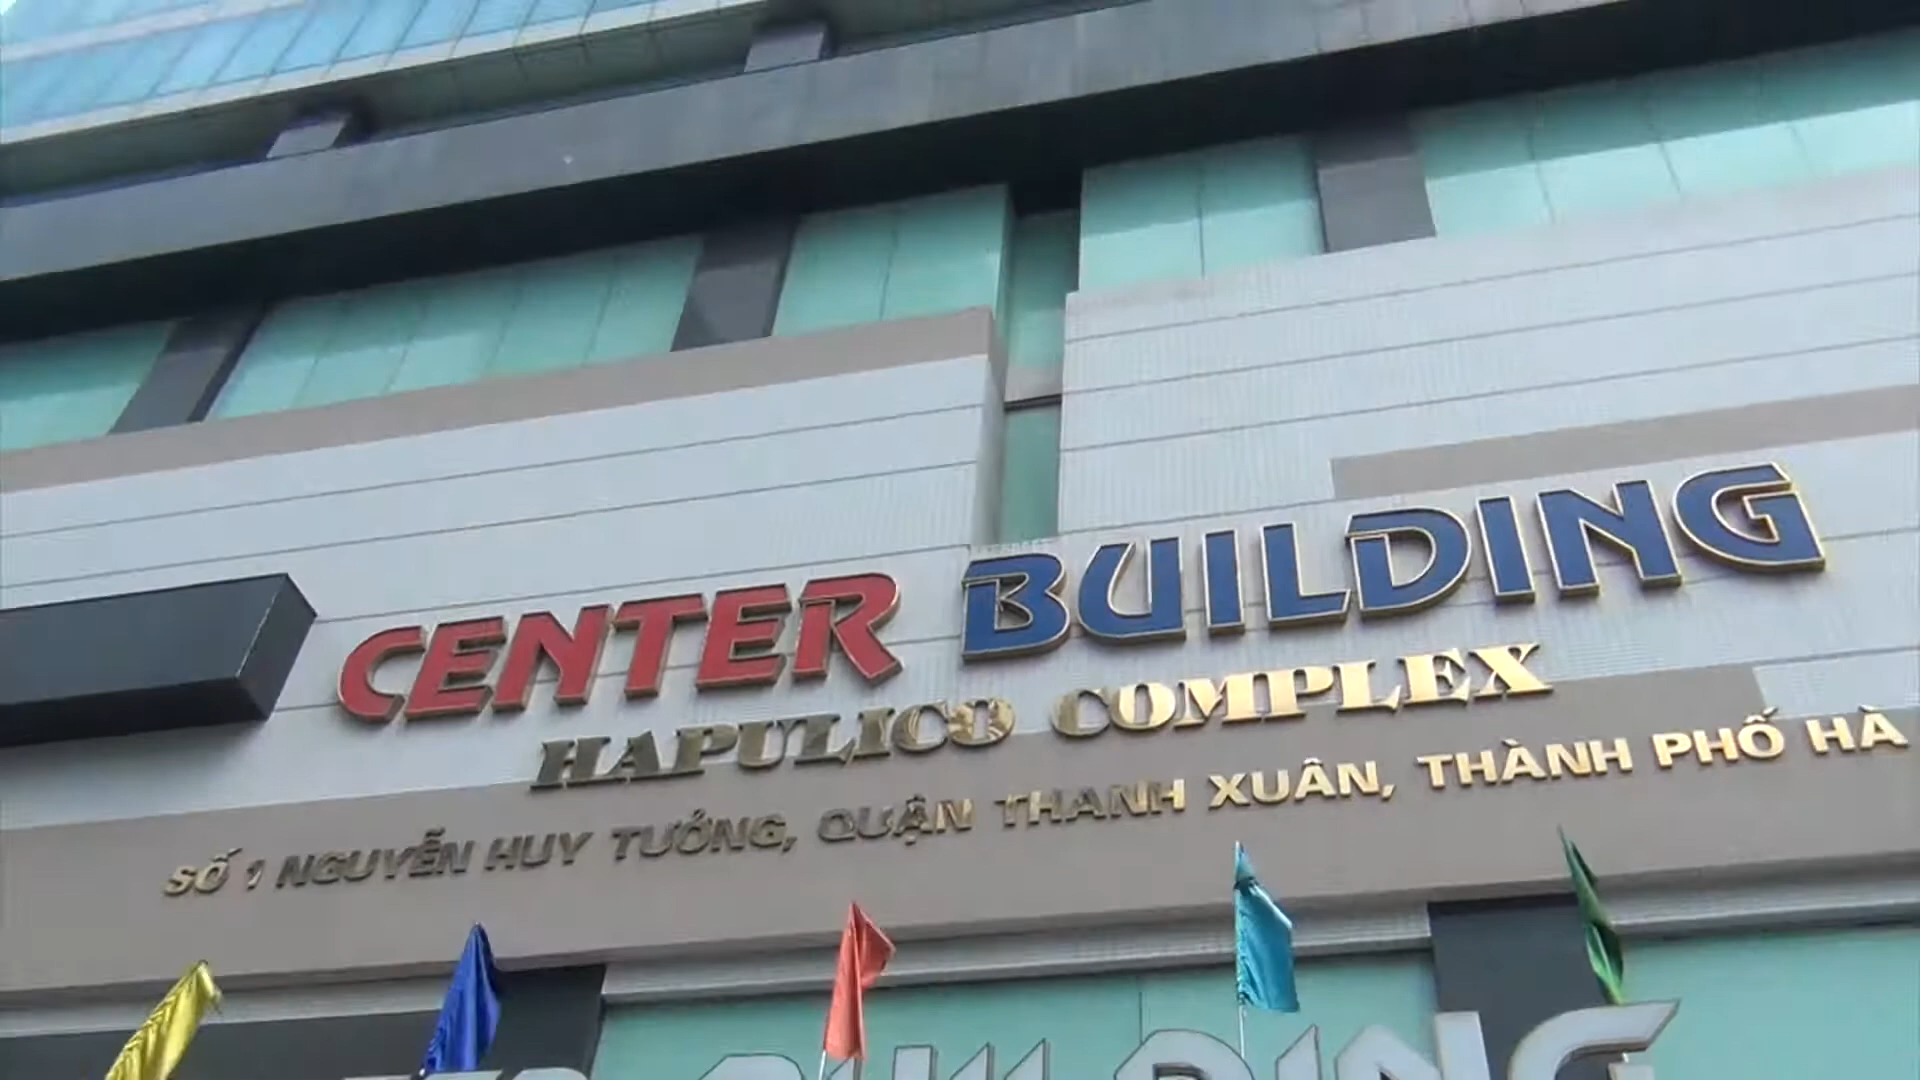 CENTER BUILDING
HAPULICO COMPLEX
SỐ 1 NGUYỄN HUY TƯỞNG, QUẬN THANH XUÂN, THÀNH PHỐ HÀ